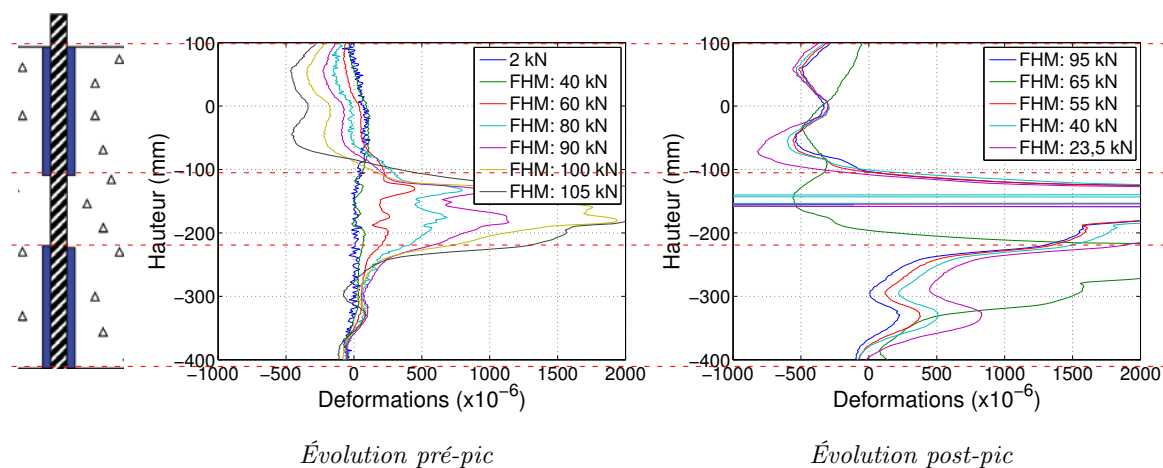 100
0
−100
−200
−300
−400
Hauteur (mm)
−1000
−500
0
500
1000
1500
2000
Deformations (x10⁻⁶)
2 kN
FHM: 40 kN
FHM: 60 kN
FHM: 80 kN
FHM: 90 kN
FHM: 100 kN
FHM: 105 kN
Évolution pré-pic
100
0
−100
−200
−300
−400
Hauteur (mm)
−1000
−500
0
500
1000
1500
2000
Deformations (x10⁻⁶)
FHM: 95 kN
FHM: 65 kN
FHM: 55 kN
FHM: 40 kN
FHM: 23,5 kN
Évolution post-pic